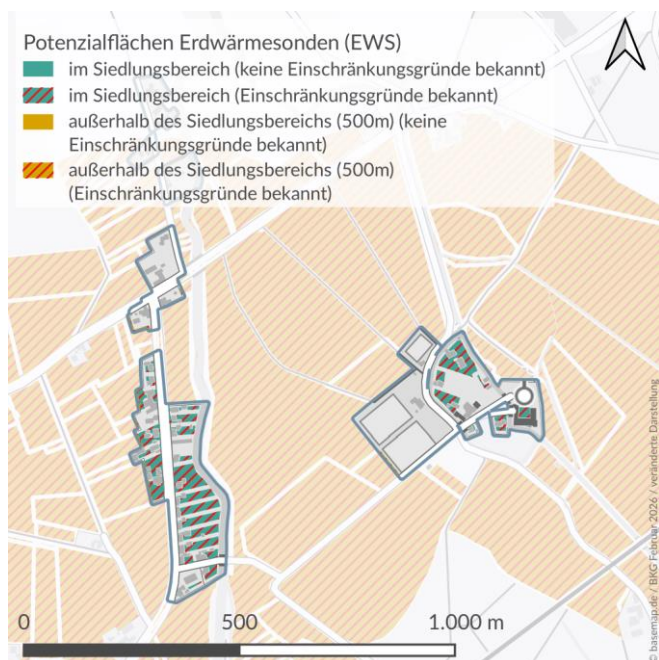 Potenzialflächen Erdwärmesonden (EWS)
im Siedlungsbereich (keine Einschränkungsgründe bekannt)
im Siedlungsbereich (Einschränkungsgründe bekannt)
außerhalb des Siedlungsbereichs (500m) (keine
Einschränkungsgründe bekannt)
außerhalb des Siedlungsbereichs (500m)
(Einschränkungsgründe bekannt)
0 500 1.000 m
© basemap.de / BKG Februar 2026 / veränderte Darstellung